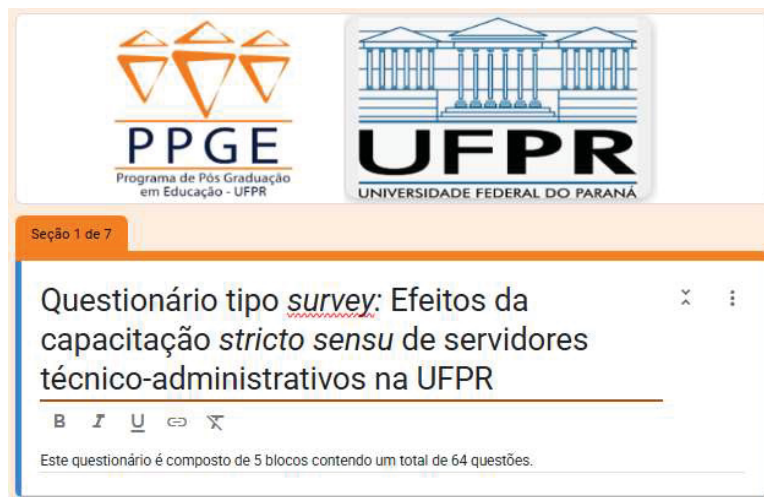 PPGE
Programa de Pós Graduação
em Educação - UFPR
UFPR
UNIVERSIDADE FEDERAL DO PARANÁ
Seção 1 de 7
Questionário tipo survey: Efeitos da
capacitação stricto sensu de servidores
técnico-administrativos na UFPR
B I U
Este questionário é composto de 5 blocos contendo um total de 64 questões.